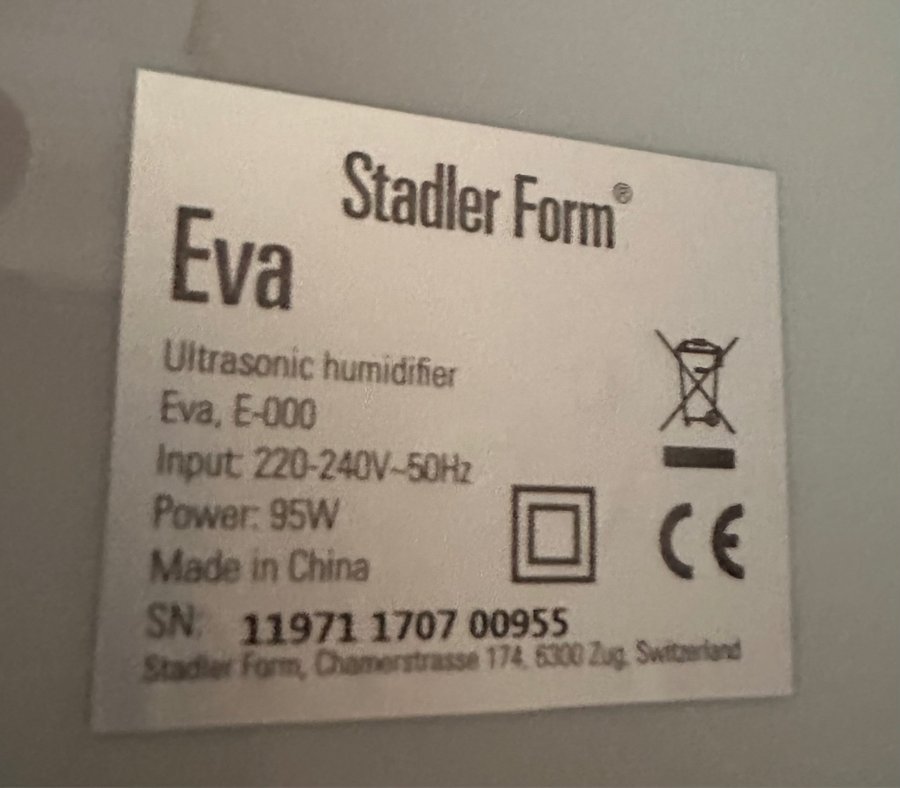 Stadler Form®
Eva
Ultrasonic humidifier
Eva, E-000
Input: 220-240V~50Hz
Power: 95W
Made in China
SN: 11971 1707 00955
Stadler Form, Chamerstrasse 174, 6300 Zug, Switzerland
CE